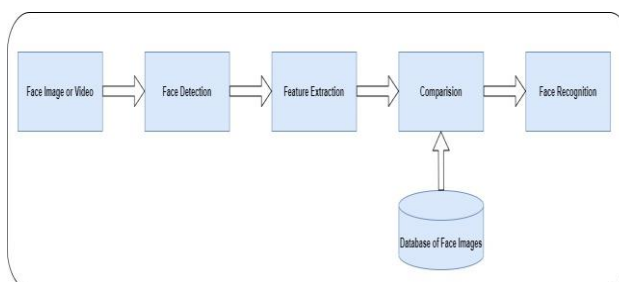 Face Image or Video
Face Detection
Feature Extraction
Comparision
Face Recognition
Database of Face Images